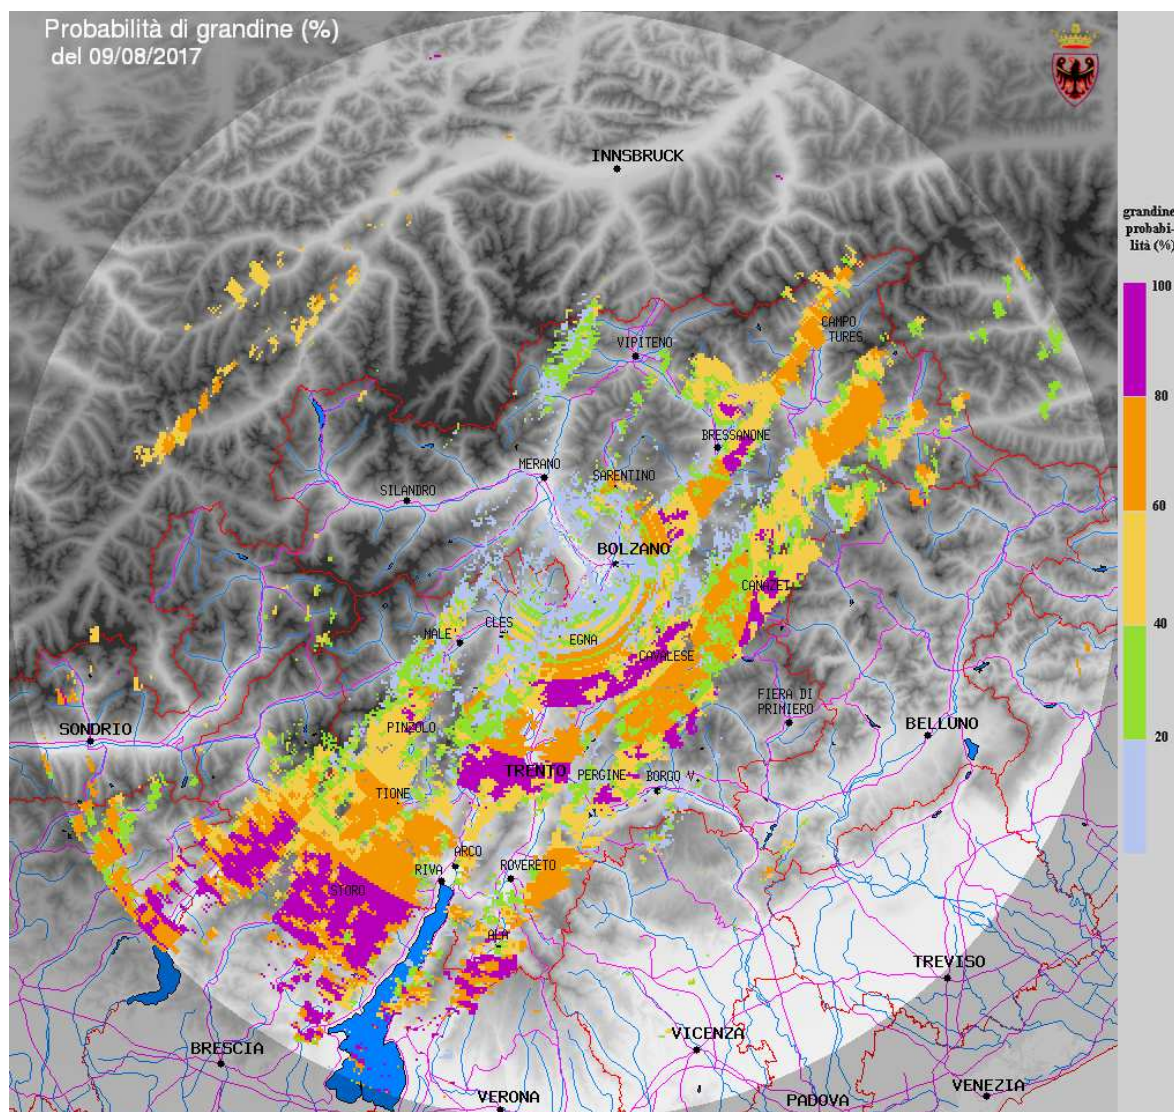 Probabilità di grandine (%)
del 09/08/2017
INNSBRUCK
grandine
probabi-
lità (%)
100
CAMPO
TURES
VIPITENO
80
BRESSANONE
MERANO
SARENTINO
SILANDRO
60
BOLZANO
CANAZEI
CLES
MALE'
EGNA
40
CAVALESE
FIERA DI
PRIMIERO
PINZOLO
SONDRIO
BELLUNO
20
TRENTO
PERGINE
BORGO V.
TIONE
ARCO
RIVA
ROVERETO
STORO
ALA
TREVISO
BRESCIA
VICENZA
VENEZIA
VERONA
PADOVA